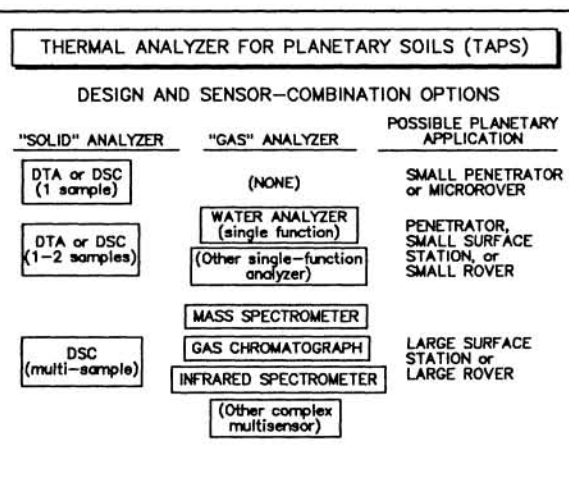 THERMAL ANALYZER FOR PLANETARY SOILS (TAPS)
DESIGN AND SENSOR-COMBINATION OPTIONS
"SOLID" ANALYZER
"GAS" ANALYZER
POSSIBLE PLANETARY
APPLICATION
DTA or DSC
(1 sample)
(NONE)
SMALL PENETRATOR
or MICROROVER
DTA or DSC
(1-2 samples)
WATER ANALYZER
(single function)
(Other single-function
analyzer)
PENETRATOR,
SMALL SURFACE
STATION, or
SMALL ROVER
DSC
(multi-sample)
MASS SPECTROMETER
GAS CHROMATOGRAPH
INFRARED SPECTROMETER
(Other complex
multisensor)
LARGE SURFACE
STATION or
LARGE ROVER